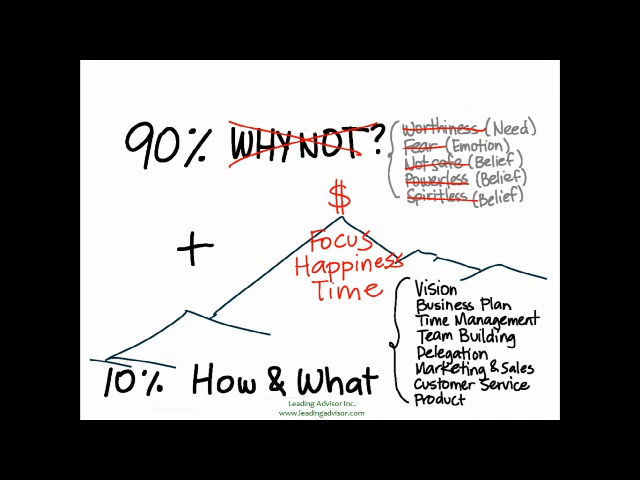 90% WHY NOT?
Worthiness (Need)
Fear (Emotion)
Not safe (Belief)
Powerless (Belief)
Spiritless (Belief)
$
+
Focus
Happiness
Time
Vision
Business Plan
Time Management
Team Building
Delegation
Marketing & Sales
Customer Service
Product
10% How & What
Leading Advisor Inc.
www.leadingadvisor.com